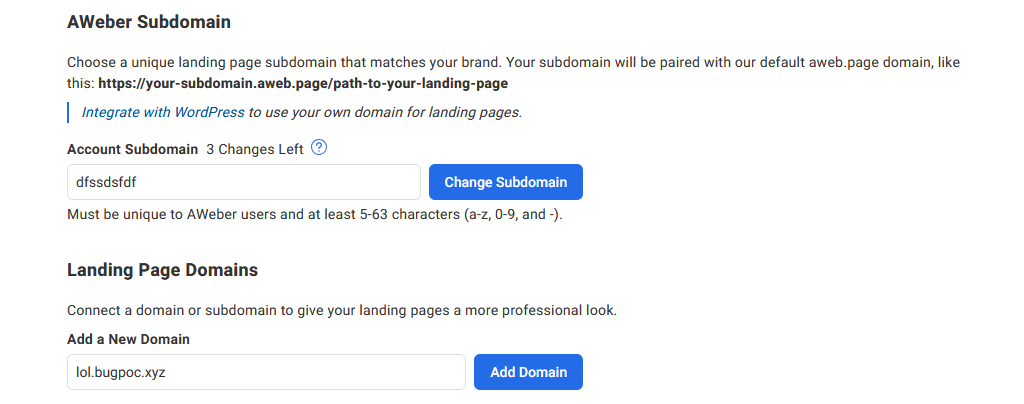 AWeber Subdomain
Choose a unique landing page subdomain that matches your brand. Your subdomain will be paired with our default aweb.page domain, like
this: https://your-subdomain.aweb.page/path-to-your-landing-page
Integrate with WordPress to use your own domain for landing pages.
Account Subdomain 3 Changes Left ?
dfssdsfdf Change Subdomain
Must be unique to AWeber users and at least 5-63 characters (a-z, 0-9, and -).
Landing Page Domains
Connect a domain or subdomain to give your landing pages a more professional look.
Add a New Domain
lol.bugpoc.xyz Add Domain